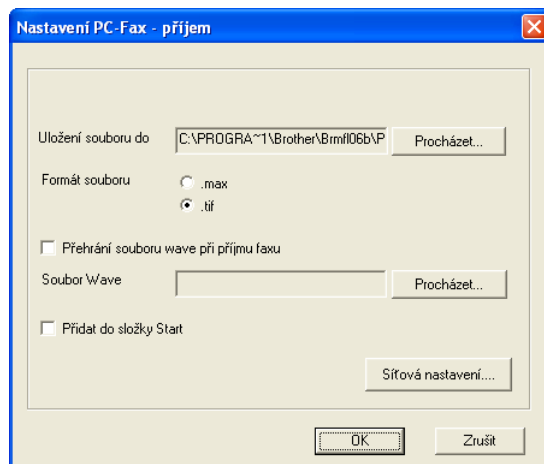 Nastavení PC-Fax - příjem
Uložení souboru do C:\PROGRA~1\Brother\Brmfl06b\P Procházet...
Formát souboru .max
.tif
Přehrání souboru wave při příjmu faxu
Soubor Wave Procházet...
Přidat do složky Start
Síťová nastavení....
OK Zrušit